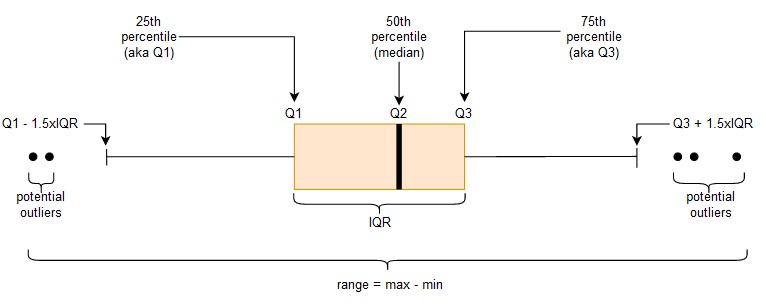 25th
percentile
(aka Q1)
50th
percentile
(median)
75th
percentile
(aka Q3)
Q1
Q2
Q3
Q1 - 1.5xIQR
Q3 + 1.5xIQR
potential
outliers
IQR
potential
outliers
range = max - min